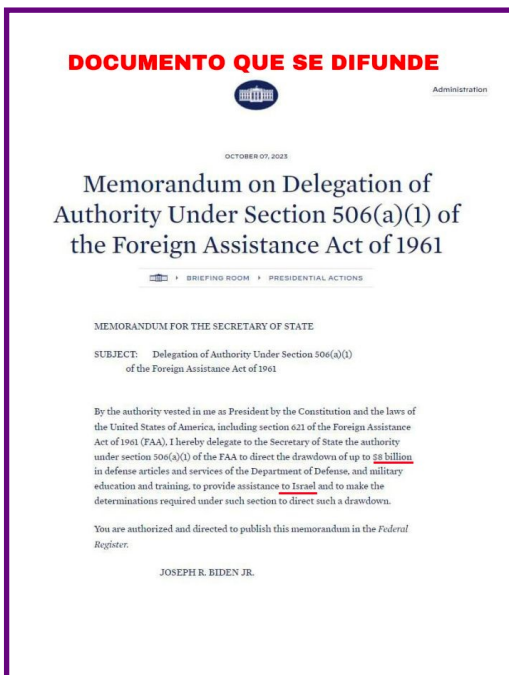 DOCUMENTO QUE SE DIFUNDE
Administration
OCTOBER 07, 2023
Memorandum on Delegation of
Authority Under Section 506(a)(1) of
the Foreign Assistance Act of 1961
BRIEFING ROOM PRESIDENTIAL ACTIONS
MEMORANDUM FOR THE SECRETARY OF STATE
SUBJECT: Delegation of Authority Under Section 506(a)(1)
of the Foreign Assistance Act of 1961
By the authority vested in me as President by the Constitution and the laws of
the United States of America, including section 621 of the Foreign Assistance
Act of 1961 (FAA), I hereby delegate to the Secretary of State the authority
under section 506(a)(1) of the FAA to direct the drawdown of up to $8 billion
in defense articles and services of the Department of Defense, and military
education and training, to provide assistance to Israel and to make the
determinations required under such section to direct such a drawdown.
You are authorized and directed to publish this memorandum in the Federal
Register.
JOSEPH R. BIDEN JR.